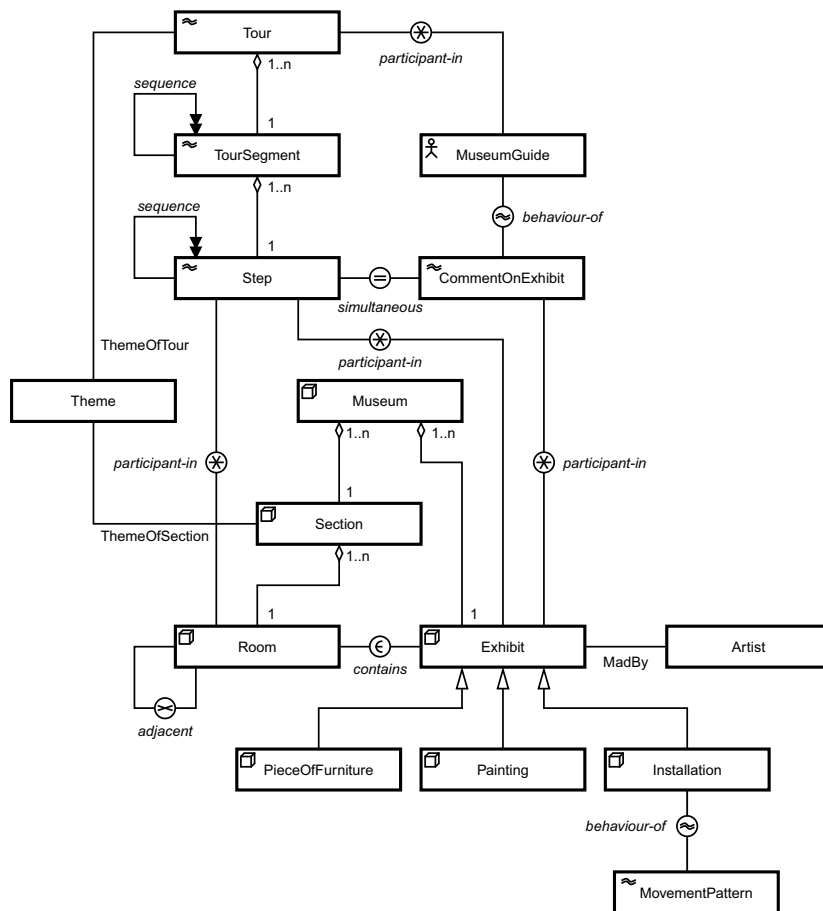 Tour
participant-in
1..n
sequence
1
TourSegment
MuseumGuide
1..n
sequence
behaviour-of
1
Step
CommentOnExhibit
simultaneous
ThemeOfTour
participant-in
Theme
Museum
1..n
1..n
participant-in
participant-in
1
Section
ThemeOfSection
1..n
1
1
Room
Exhibit
Artist
contains
MadBy
adjacent
PieceOfFurniture
Painting
Installation
behaviour-of
MovementPattern